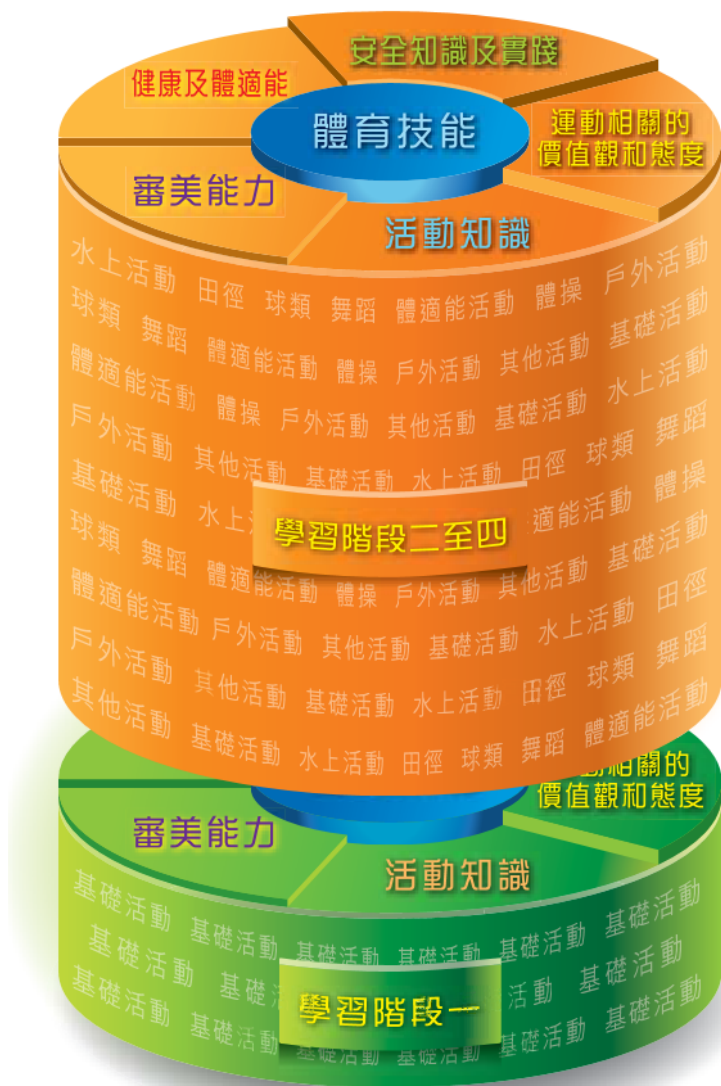 安全知識及實踐
健康及體適能
體育技能
運動相關的
價值觀和態度
審美能力
活動知識
水上活動 田徑 球類 舞蹈 體適能活動 體操 戶外活動
球類 舞蹈 體適能活動 體操 戶外活動 其他活動 基礎活動
體適能活動 體操 戶外活動 其他活動 基礎活動 水上活動
戶外活動 其他活動 基礎活動 水上活動 田徑 球類 舞蹈
基礎活動 水上 適能活動 體操
學習階段二至四
球類 舞蹈 體適能活動 體操 戶外活動 其他活動 基礎活動
體適能活動 戶外活動 其他活動 基礎活動 水上活動 田徑
戶外活動 其他活動 基礎活動 水上活動 田徑 球類 舞蹈
其他活動 基礎活動 水上活動 田徑 球類 舞蹈 體適能活動
動相關的
價值觀和態度
審美能力
活動知識
基礎活動 基礎活動 基礎活動 基礎活動 基礎活動 基礎活動
基礎活動 基礎 活動 基礎活動
學習階段一
基礎活動 基礎活動 基礎活動 基礎活動 基礎活動 基礎活動